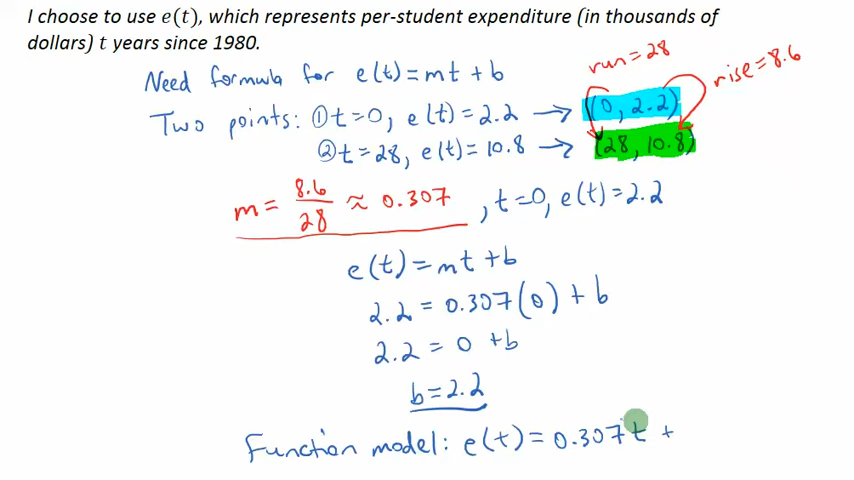 I choose to use e(t), which represents per-student expenditure (in thousands of
dollars) t years since 1980.
run = 28
rise = 8.6
Need formula for e(t) = mt + b
Two points: ① t = 0, e(t) = 2.2 → (0, 2.2)
② t = 28, e(t) = 10.8 → (28, 10.8)
m = 8.6/28 ≈ 0.307, t = 0, e(t) = 2.2
e(t) = mt + b
2.2 = 0.307(0) + b
2.2 = 0 + b
b = 2.2
Function model: e(t) = 0.307t +